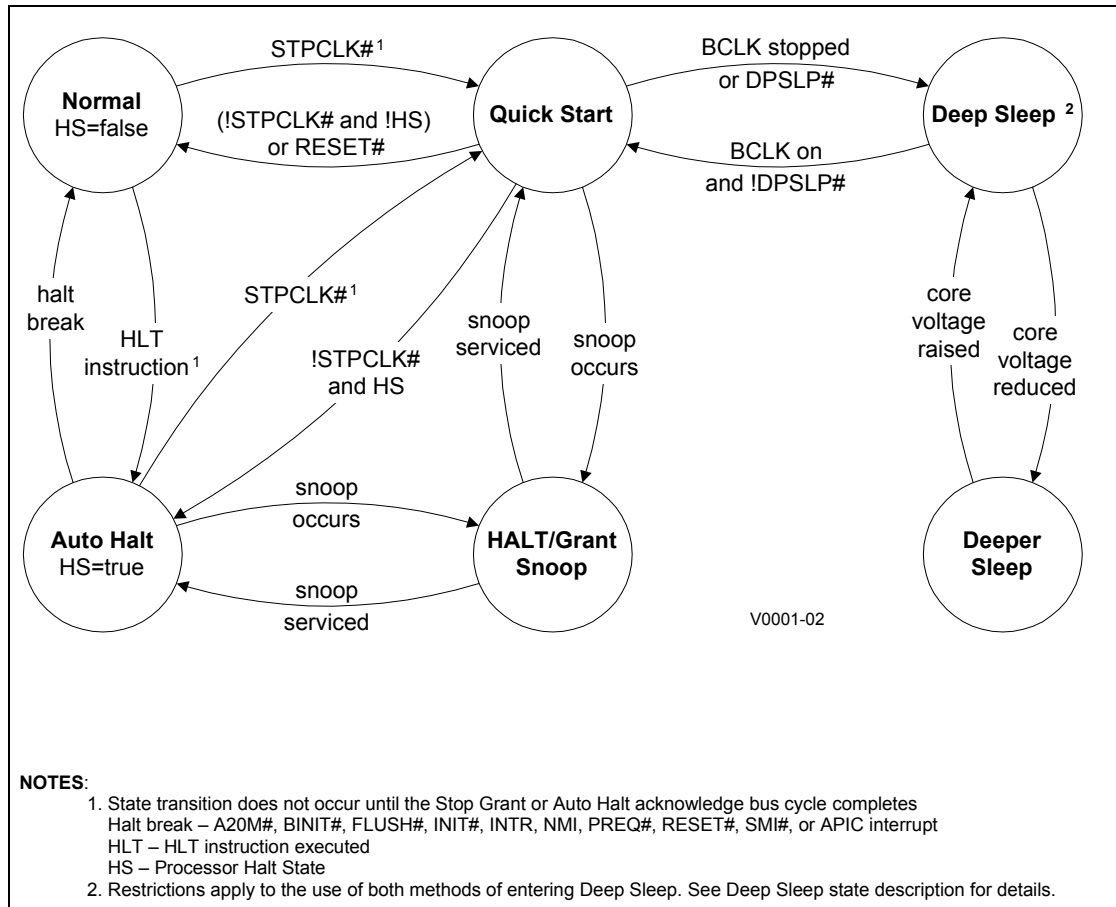 STPCLK# 1
BCLK stopped
or DPSLP#
Normal
HS=false
Quick Start
Deep Sleep 2
(!STPCLK# and !HS)
or RESET#
BCLK on
and !DPSLP#
halt
break
HLT
instruction 1
STPCLK# 1
!STPCLK#
and HS
snoop
serviced
snoop
occurs
core
voltage
raised
core
voltage
reduced
Auto Halt
HS=true
snoop
occurs
snoop
serviced
HALT/Grant
Snoop
Deeper
Sleep
V0001-02
NOTES:
1. State transition does not occur until the Stop Grant or Auto Halt acknowledge bus cycle completes
Halt break – A20M#, BINIT#, FLUSH#, INIT#, INTR, NMI, PREQ#, RESET#, SMI#, or APIC interrupt
HLT – HLT instruction executed
HS – Processor Halt State
2. Restrictions apply to the use of both methods of entering Deep Sleep. See Deep Sleep state description for details.